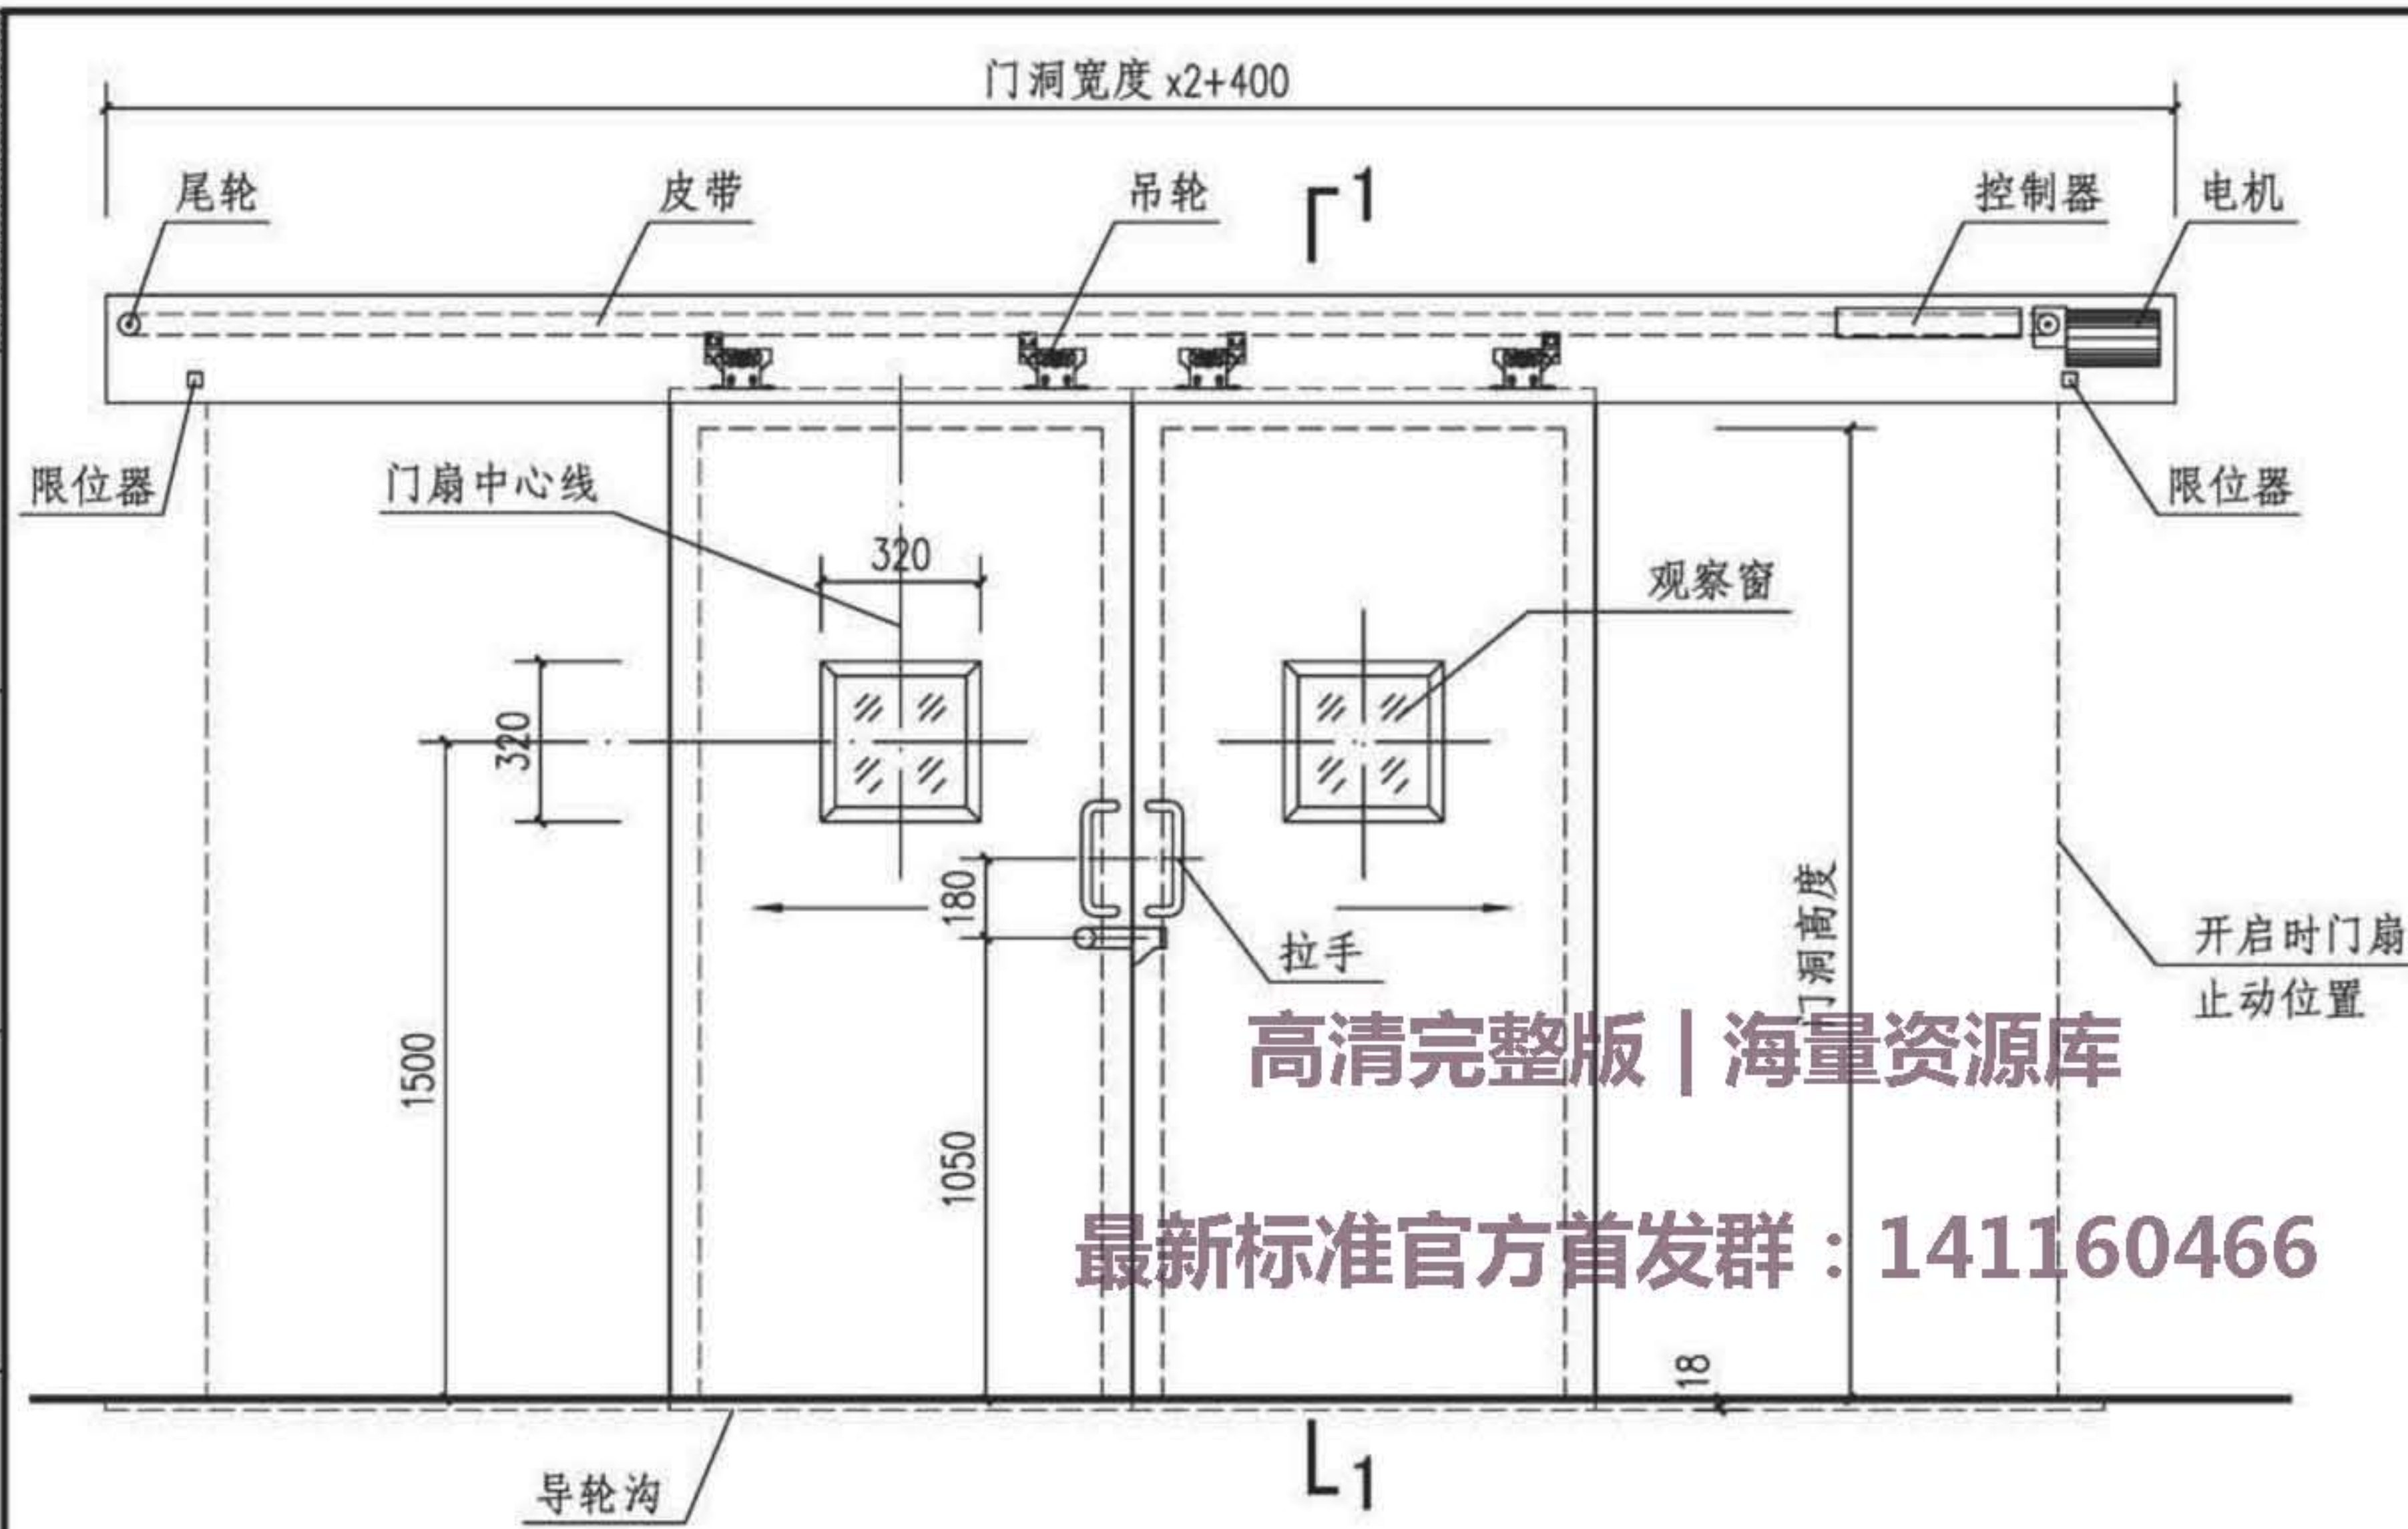 门洞宽度 x2+400
尾轮
皮带
吊轮
1
控制器
电机
限位器
门扇中心线
限位器
320
观察窗
320
180
门洞高度
拉手
开启时门扇
止动位置
高清完整版 | 海量资源库
1500
1050
最新标准官方首发群：141160466
18
导轮沟
1